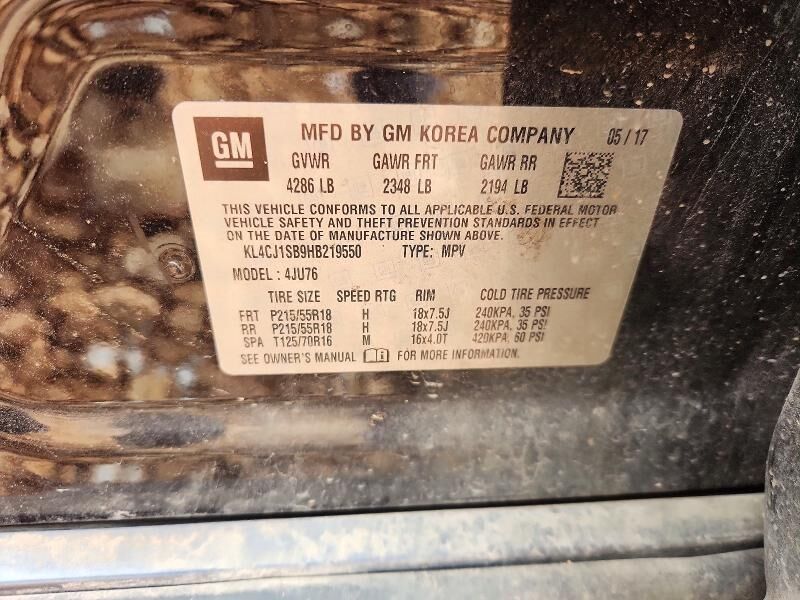 GM MFD BY GM KOREA COMPANY 05 / 17
GVWR GAWR FRT GAWR RR
4286 LB 2348 LB 2194 LB
THIS VEHICLE CONFORMS TO ALL APPLICABLE U.S. FEDERAL MOTOR
VEHICLE SAFETY AND THEFT PREVENTION STANDARDS IN EFFECT
ON THE DATE OF MANUFACTURE SHOWN ABOVE.
KL4CJ1SB9HB219550 TYPE: MPV
MODEL: 4JU76
TIRE SIZE SPEED RTG RIM COLD TIRE PRESSURE
FRT P215/55R18 H 18x7.5J 240KPA, 35 PSI
RR P215/55R18 H 18x7.5J 240KPA, 35 PSI
SPA T125/70R16 M 16x4.0T 420KPA, 60 PSI
SEE OWNER'S MANUAL FOR MORE INFORMATION.